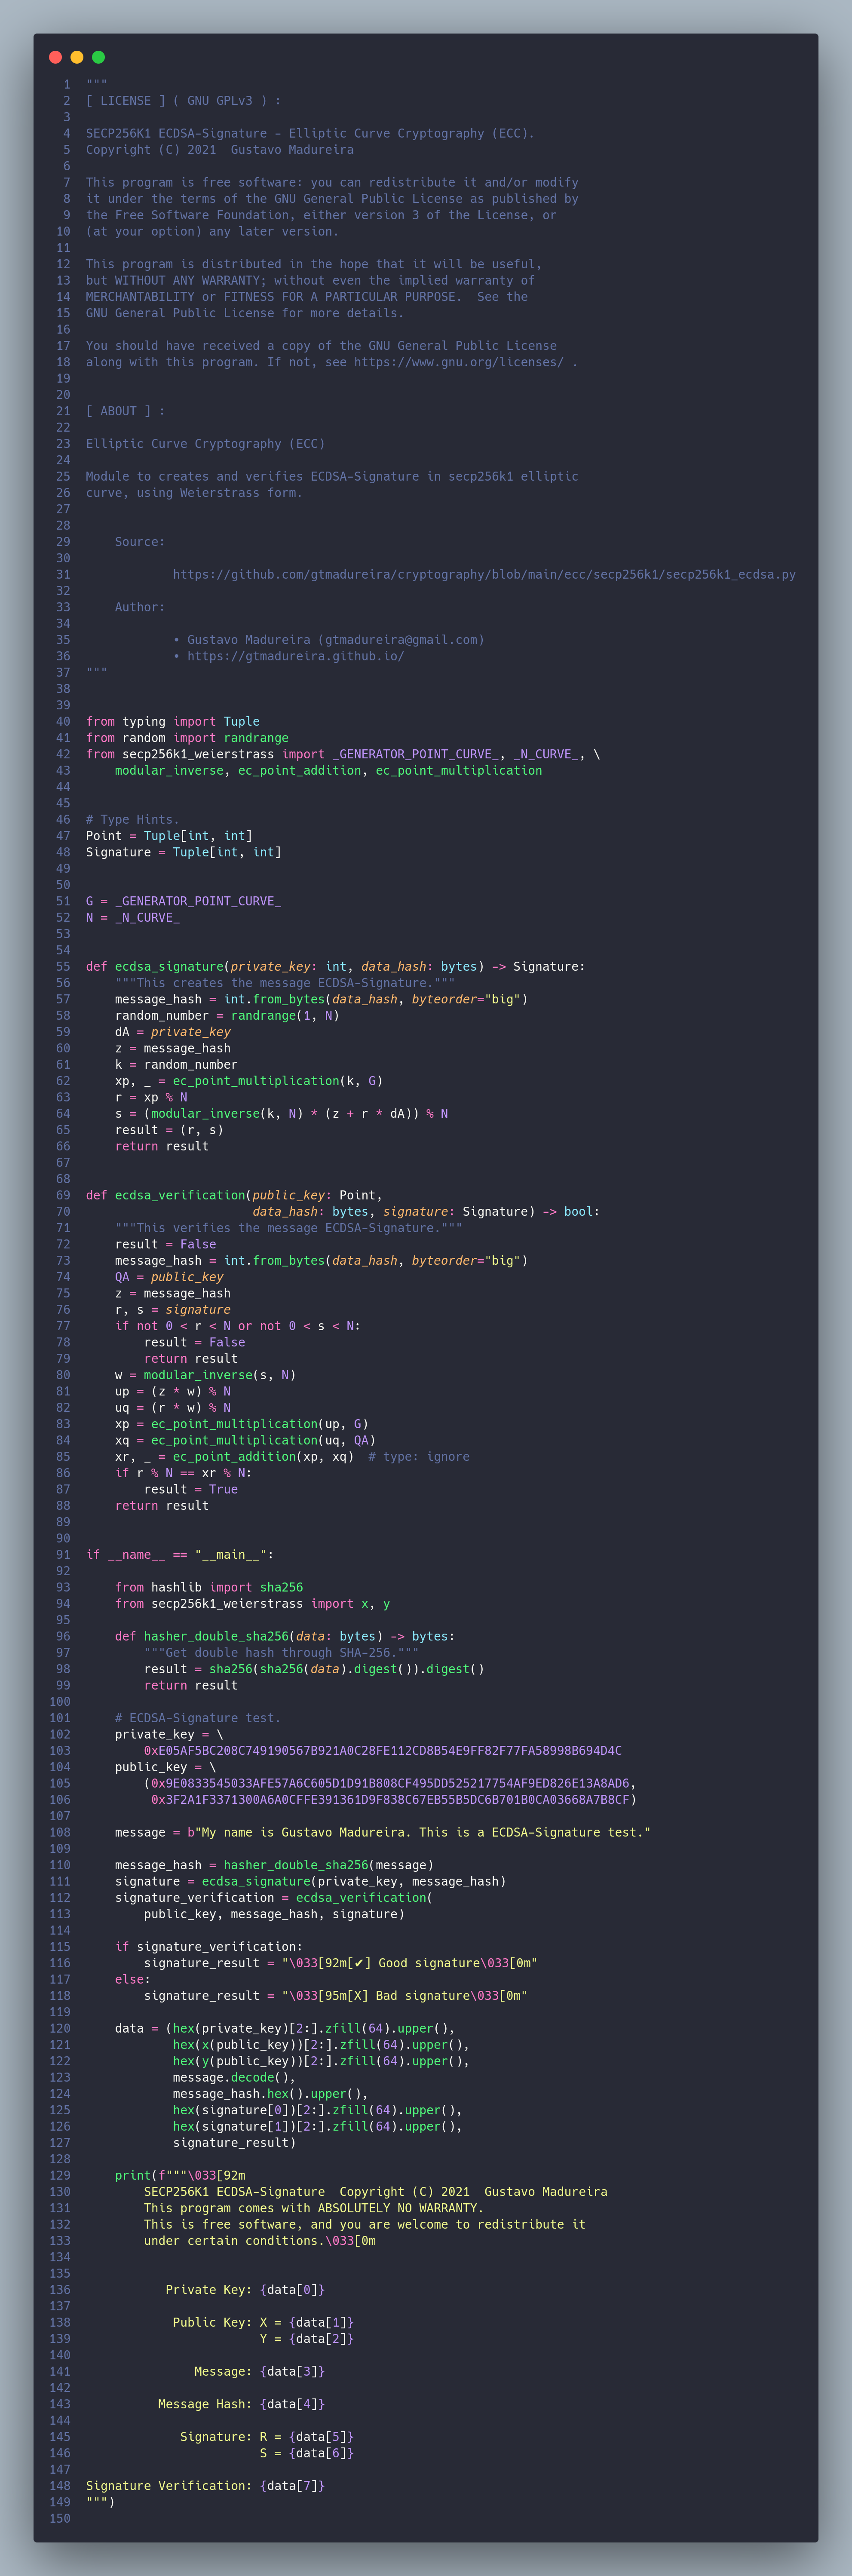 1 """
2 [ LICENSE ] ( GNU GPLv3 ) :
3
4 SECP256K1 ECDSA-Signature - Elliptic Curve Cryptography (ECC).
5 Copyright (C) 2021  Gustavo Madureira
6
7 This program is free software: you can redistribute it and/or modify
8 it under the terms of the GNU General Public License as published by
9 the Free Software Foundation, either version 3 of the License, or
10 (at your option) any later version.
11
12 This program is distributed in the hope that it will be useful,
13 but WITHOUT ANY WARRANTY; without even the implied warranty of
14 MERCHANTABILITY or FITNESS FOR A PARTICULAR PURPOSE.  See the
15 GNU General Public License for more details.
16
17 You should have received a copy of the GNU General Public License
18 along with this program. If not, see https://www.gnu.org/licenses/ .
19
20
21 [ ABOUT ] :
22
23 Elliptic Curve Cryptography (ECC)
24
25 Module to creates and verifies ECDSA-Signature in secp256k1 elliptic
26 curve, using Weierstrass form.
27
28
29     Source:
30
31             https://github.com/gtmadureira/cryptography/blob/main/ecc/secp256k1/secp256k1_ecdsa.py
32
33     Author:
34
35             • Gustavo Madureira (gtmadureira@gmail.com)
36             • https://gtmadureira.github.io/
37 """
38
39
40 from typing import Tuple
41 from random import randrange
42 from secp256k1_weierstrass import _GENERATOR_POINT_CURVE_, _N_CURVE_, \
43     modular_inverse, ec_point_addition, ec_point_multiplication
44
45
46 # Type Hints.
47 Point = Tuple[int, int]
48 Signature = Tuple[int, int]
49
50
51 G = _GENERATOR_POINT_CURVE_
52 N = _N_CURVE_
53
54
55 def ecdsa_signature(private_key: int, data_hash: bytes) -> Signature:
56     """This creates the message ECDSA-Signature."""
57     message_hash = int.from_bytes(data_hash, byteorder="big")
58     random_number = randrange(1, N)
59     dA = private_key
60     z = message_hash
61     k = random_number
62     xp, _ = ec_point_multiplication(k, G)
63     r = xp % N
64     s = (modular_inverse(k, N) * (z + r * dA)) % N
65     result = (r, s)
66     return result
67
68
69 def ecdsa_verification(public_key: Point,
70                        data_hash: bytes, signature: Signature) -> bool:
71     """This verifies the message ECDSA-Signature."""
72     result = False
73     message_hash = int.from_bytes(data_hash, byteorder="big")
74     QA = public_key
75     z = message_hash
76     r, s = signature
77     if not 0 < r < N or not 0 < s < N:
78         result = False
79         return result
80     w = modular_inverse(s, N)
81     up = (z * w) % N
82     uq = (r * w) % N
83     xp = ec_point_multiplication(up, G)
84     xq = ec_point_multiplication(uq, QA)
85     xr, _ = ec_point_addition(xp, xq)  # type: ignore
86     if r % N == xr % N:
87         result = True
88     return result
89
90
91 if __name__ == "__main__":
92
93     from hashlib import sha256
94     from secp256k1_weierstrass import x, y
95
96     def hasher_double_sha256(data: bytes) -> bytes:
97         """Get double hash through SHA-256."""
98         result = sha256(sha256(data).digest()).digest()
99         return result
100
101     # ECDSA-Signature test.
102     private_key = \
103         0xE05AF5BC208C749190567B921A0C28FE112CD8B54E9FF82F77FA58998B694D4C
104     public_key = \
105         (0x9E0833545033AFE57A6C605D1D91B808CF495DD525217754AF9ED826E13A8AD6,
106          0x3F2A1F3371300A6A0CFFE391361D9F838C67EB55B5DC6B701B0CA03668A7B8CF)
107
108     message = b"My name is Gustavo Madureira. This is a ECDSA-Signature test."
109
110     message_hash = hasher_double_sha256(message)
111     signature = ecdsa_signature(private_key, message_hash)
112     signature_verification = ecdsa_verification(
113         public_key, message_hash, signature)
114
115     if signature_verification:
116         signature_result = "\033[92m[✔] Good signature\033[0m"
117     else:
118         signature_result = "\033[95m[X] Bad signature\033[0m"
119
120     data = (hex(private_key)[2:].zfill(64).upper(),
121             hex(x(public_key))[2:].zfill(64).upper(),
122             hex(y(public_key))[2:].zfill(64).upper(),
123             message.decode(),
124             message_hash.hex().upper(),
125             hex(signature[0])[2:].zfill(64).upper(),
126             hex(signature[1])[2:].zfill(64).upper(),
127             signature_result)
128
129     print(f"""\033[92m
130         SECP256K1 ECDSA-Signature  Copyright (C) 2021  Gustavo Madureira
131         This program comes with ABSOLUTELY NO WARRANTY.
132         This is free software, and you are welcome to redistribute it
133         under certain conditions.\033[0m
134
135
136            Private Key: {data[0]}
137
138             Public Key: X = {data[1]}
139                         Y = {data[2]}
140
141                Message: {data[3]}
142
143           Message Hash: {data[4]}
144
145              Signature: R = {data[5]}
146                         S = {data[6]}
147
148 Signature Verification: {data[7]}
149 """)
150